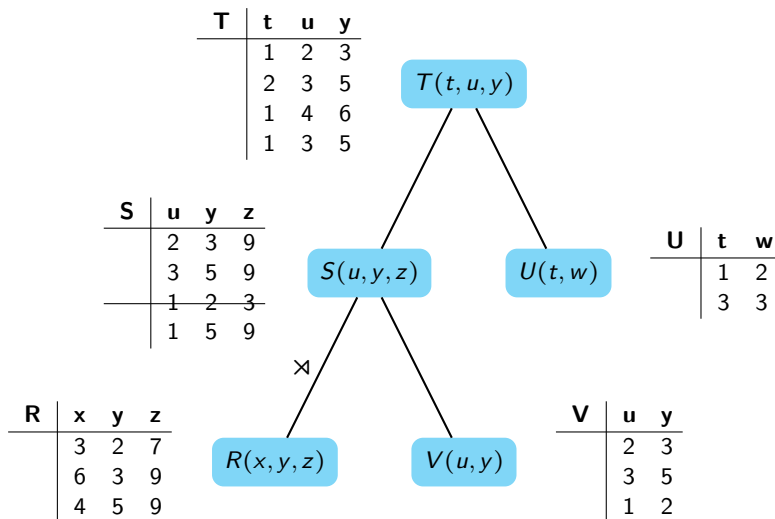 T t u y
1 2 3
2 3 5
1 4 6
1 3 5
T(t, u, y)
S u y z
2 3 9
3 5 9
1 2 3
1 5 9
S(u, y, z)
U(t, w)
U t w
1 2
3 3
⋊
R x y z
3 2 7
6 3 9
4 5 9
R(x, y, z)
V(u, y)
V u y
2 3
3 5
1 2